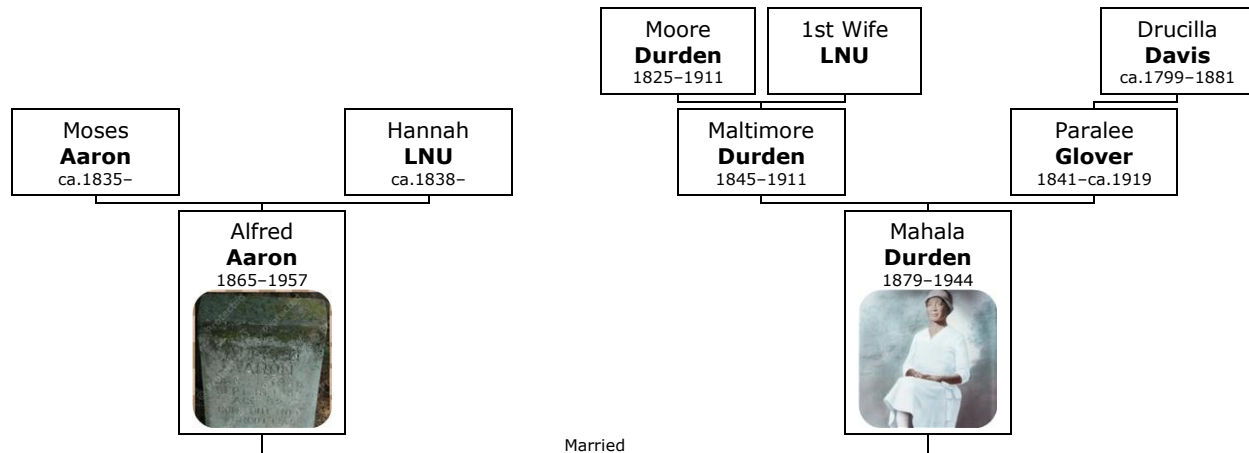 Moore
Durden
1825–1911
1st Wife
LNU
Drucilla
Davis
ca.1799–1881
Moses
Aaron
ca.1835–
Hannah
LNU
ca.1838–
Maltimore
Durden
1845–1911
Paralee
Glover
1841–ca.1919
Alfred
Aaron
1865–1957
AARON
Mahala
Durden
1879–1944
Married